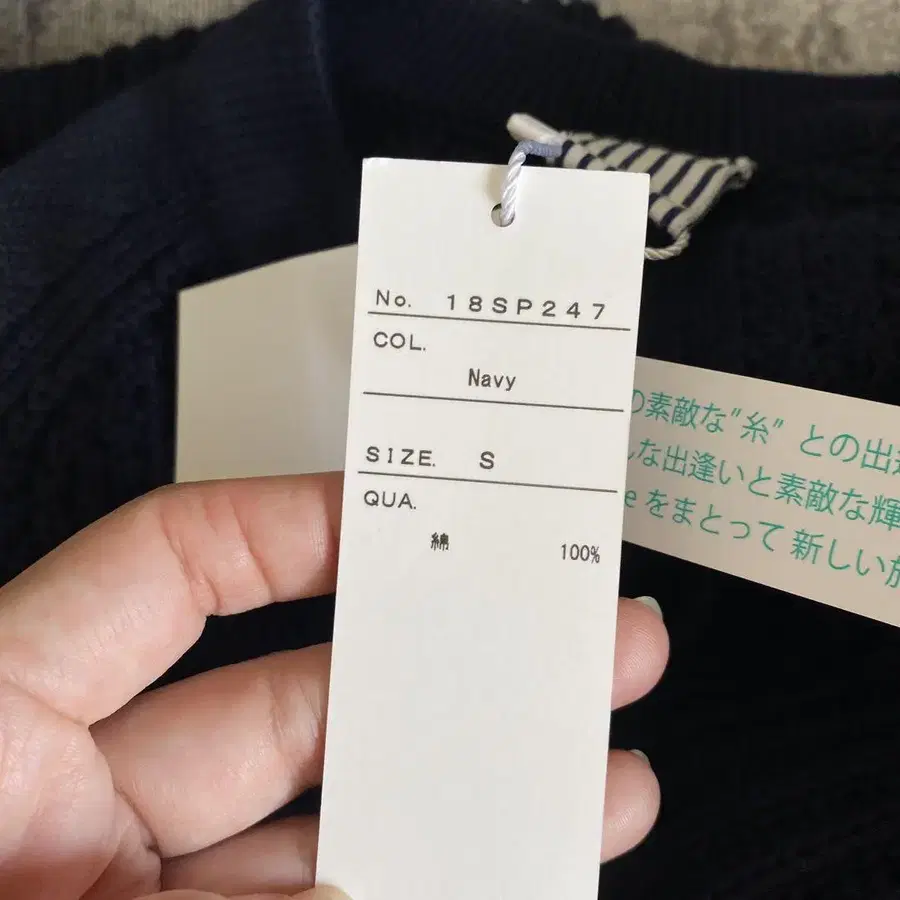 No. 18SP247
COL.
Navy
SIZE. S
QUA.
綿 100%
の素敵な"糸" との出
な出逢いと素敵な輝
e をまとって 新しい